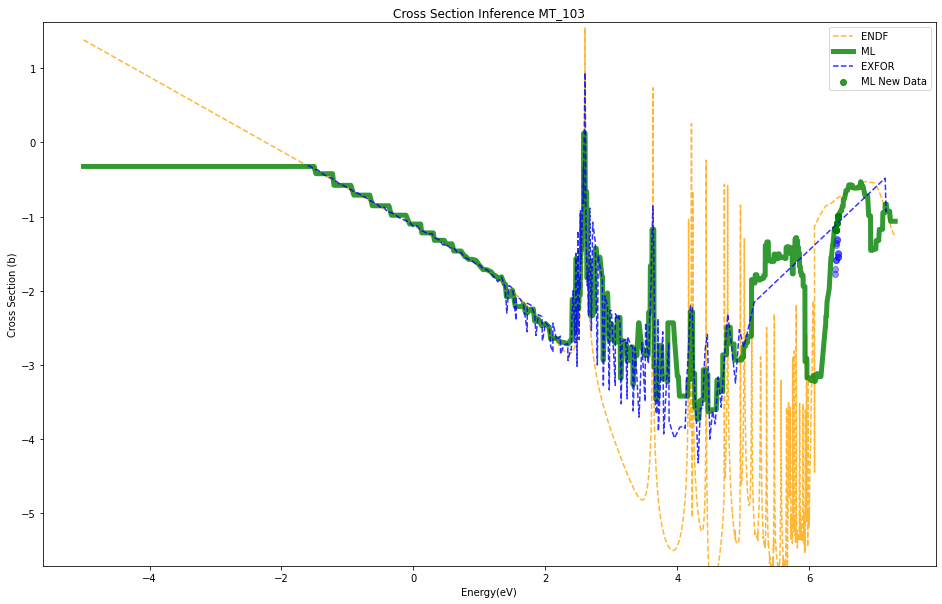 Cross Section Inference MT_103
ENDF
ML
EXFOR
ML New Data
Cross Section (b)
1
0
−1
−2
−3
−4
−5
−4
−2
0
2
4
6
Energy(eV)